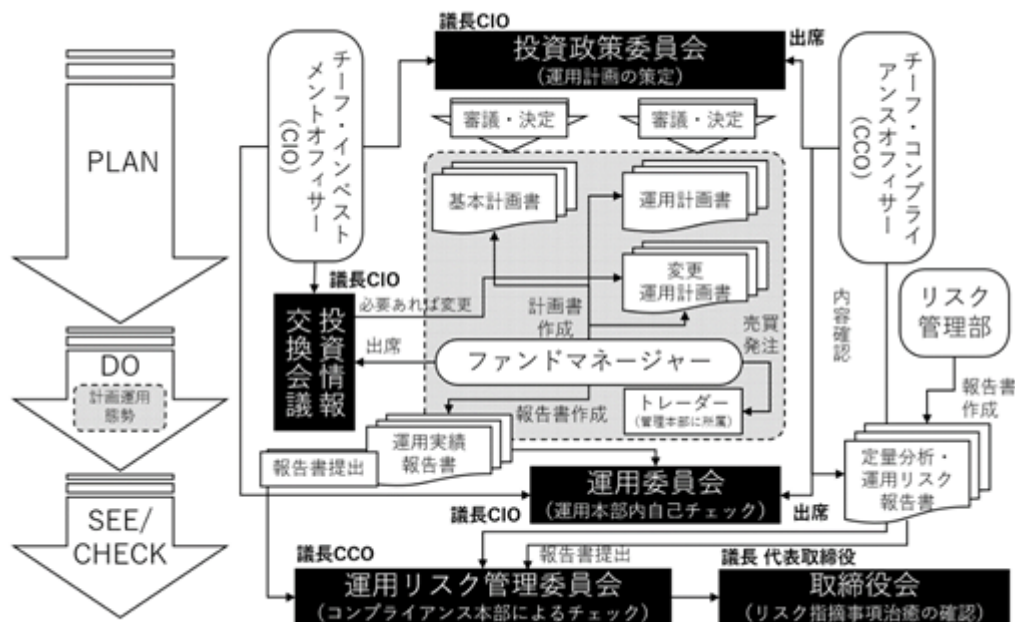 議長CIO
投資政策委員会
(運用計画の策定)
出席
チーフ・インベスト
メントオフィサー
(CIO)
チーフ・コンプライ
アンスオフィサー
(CCO)
PLAN
審議・決定
審議・決定
基本計画書
運用計画書
変更
運用計画書
議長CIO
必要あれば変更
投資情報
交換会議
計画書
作成
売買
発注
内容確認
リスク
管理部
出席
ファンドマネージャー
DO
計画運用
態勢
報告書作成
トレーダー
(管理本部に所属)
報告書
作成
運用実績
報告書
報告書提出
定量分析・
運用リスク
報告書
運用委員会
(運用本部内自己チェック)
議長CIO
出席
SEE/
CHECK
議長CCO
報告書提出
議長 代表取締役
運用リスク管理委員会
(コンプライアンス本部によるチェック)
取締役会
(リスク指摘事項治癒の確認)